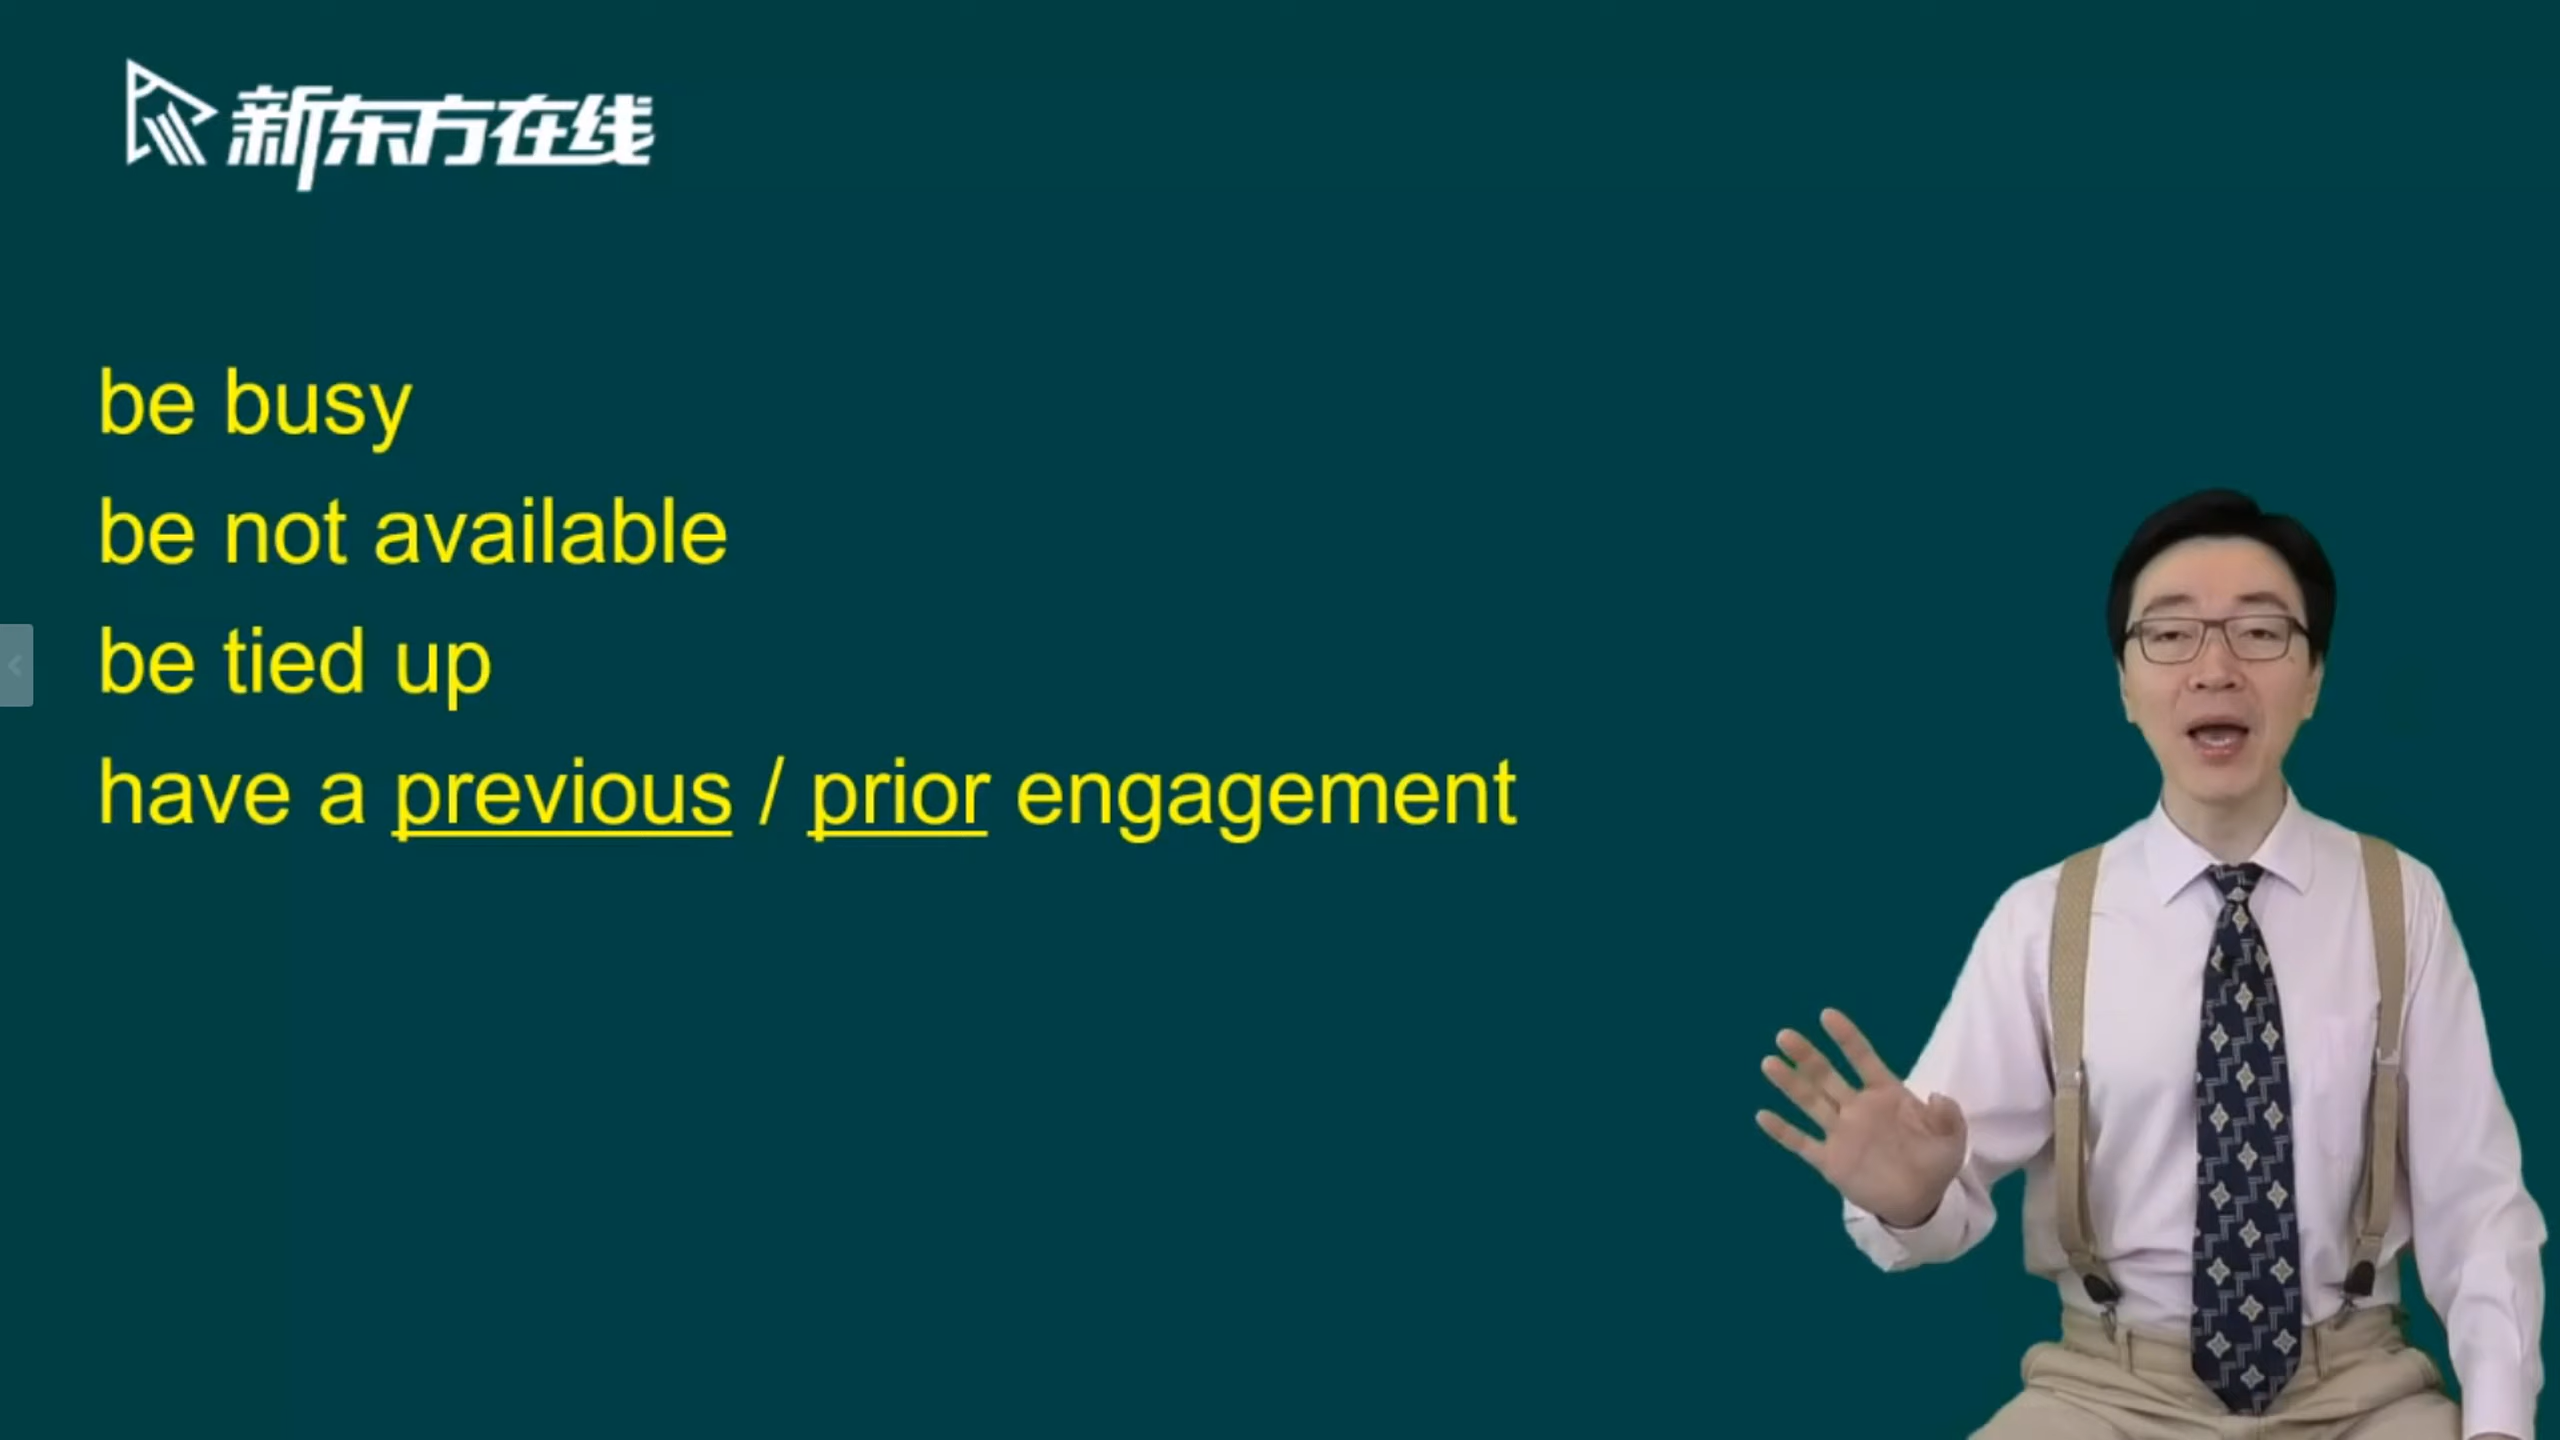 新东方在线
be busy
be not available
be tied up
have a previous / prior engagement